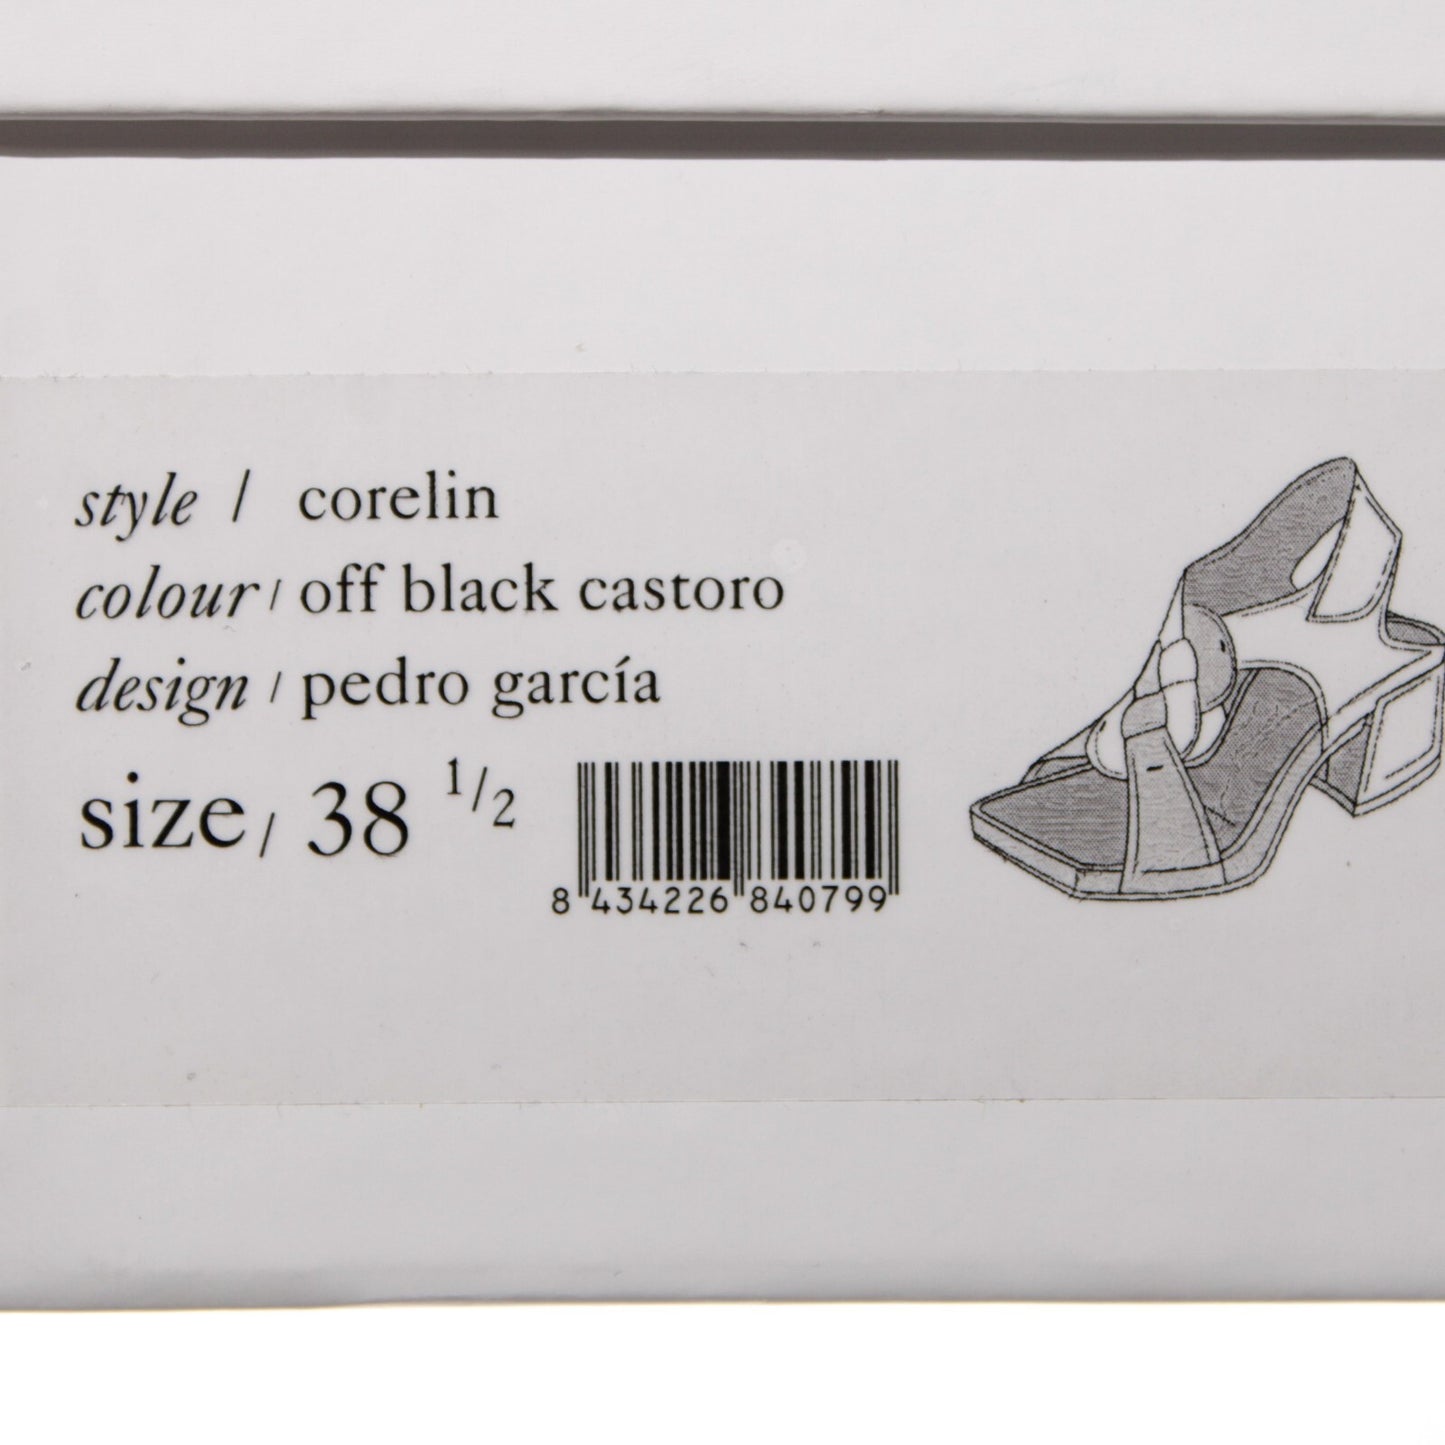 style / corelin
colour / off black castoro
design / pedro garcía
size / 38 1/2
8 434226 840799